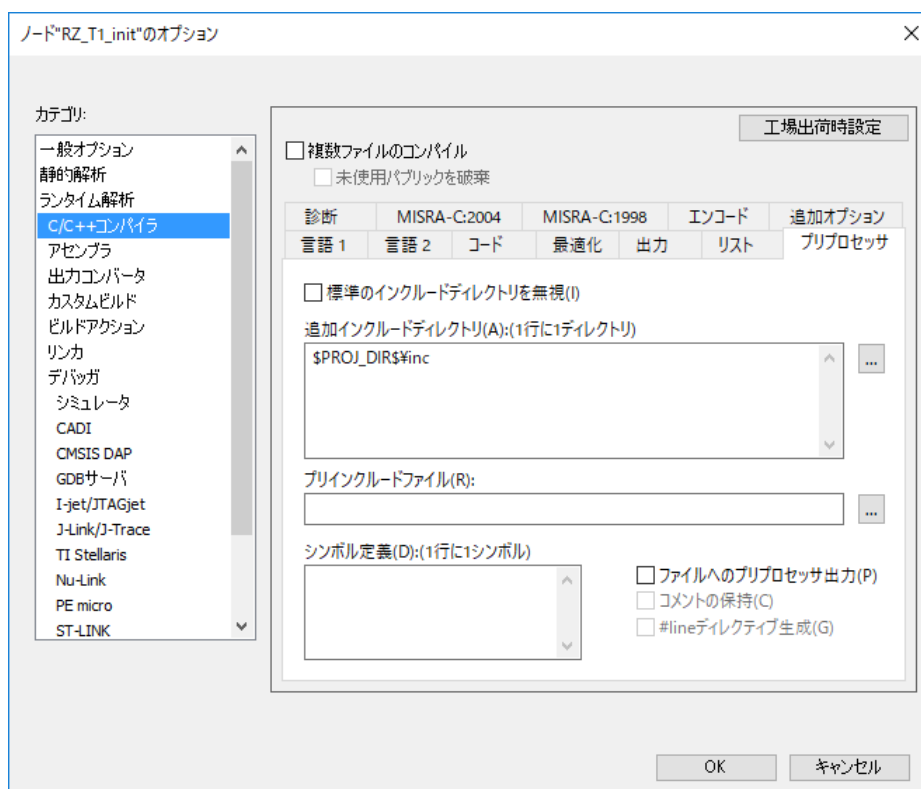 ノード"RZ_T1_init"のオプション
カテゴリ:
一般オプション
静的解析
ランタイム解析
C/C++コンパイラ
アセンブラ
出力コンバータ
カスタムビルド
ビルドアクション
リンカ
デバッガ
シミュレータ
CADI
CMSIS DAP
GDBサーバ
I-jet/JTAGjet
J-Link/J-Trace
TI Stellaris
Nu-Link
PE micro
ST-LINK
工場出荷時設定
複数ファイルのコンパイル
未使用パブリックを破棄
診断 MISRA-C:2004 MISRA-C:1998 エンコード 追加オプション
言語 1 言語 2 コード 最適化 出力 リスト プリプロセッサ
標準のインクルードディレクトリを無視(I)
追加インクルードディレクトリ(A):(1行に1ディレクトリ)
$PROJ_DIR$¥inc
...
プリインクルードファイル(R):
...
シンボル定義(D):(1行に1シンボル)
ファイルへのプリプロセッサ出力(P)
コメントの保持(C)
#lineディレクティブ生成(G)
OK キャンセル